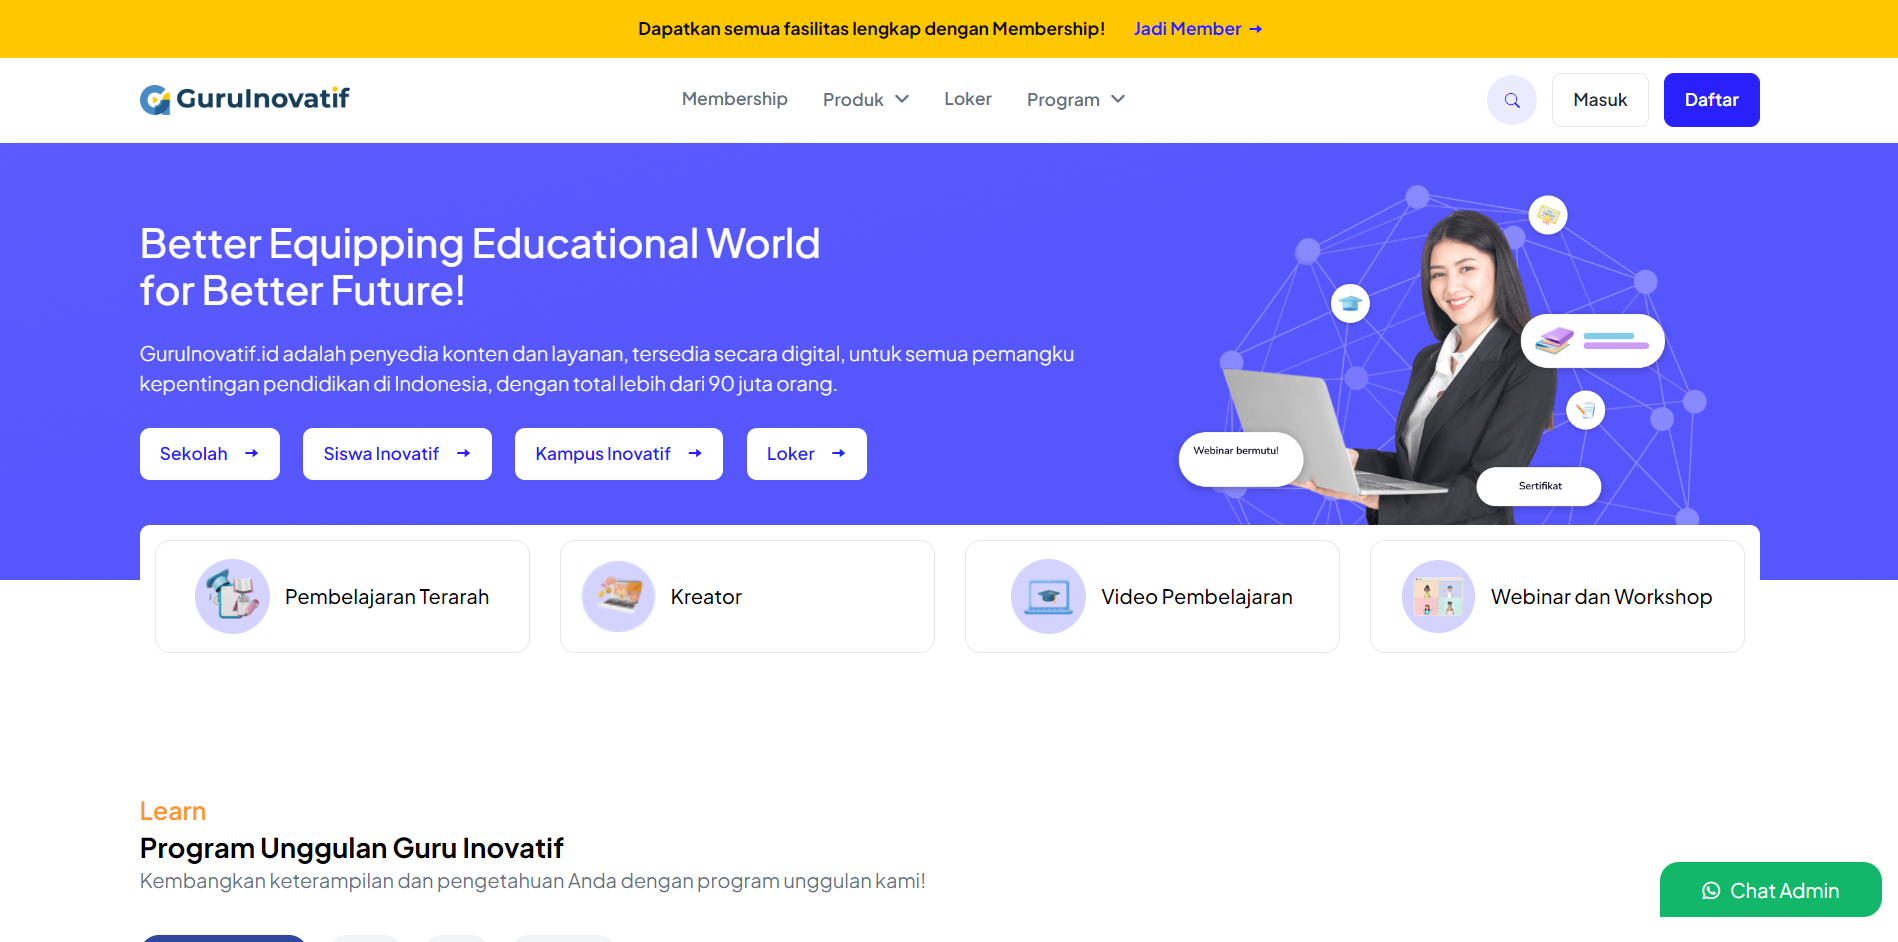 Dapatkan semua fasilitas lengkap dengan Membership! Jadi Member →
GuruInovatif
Membership Produk Loker Program
Masuk Daftar
Better Equipping Educational World
for Better Future!
GuruInovatif.id adalah penyedia konten dan layanan, tersedia secara digital, untuk semua pemangku
kepentingan pendidikan di Indonesia, dengan total lebih dari 90 juta orang.
Sekolah → Siswa Inovatif → Kampus Inovatif → Loker →
Webinar bermutu!
Sertifikat
Pembelajaran Terarah
Kreator
Video Pembelajaran
Webinar dan Workshop
Learn
Program Unggulan Guru Inovatif
Kembangkan keterampilan dan pengetahuan Anda dengan program unggulan kami!
Chat Admin